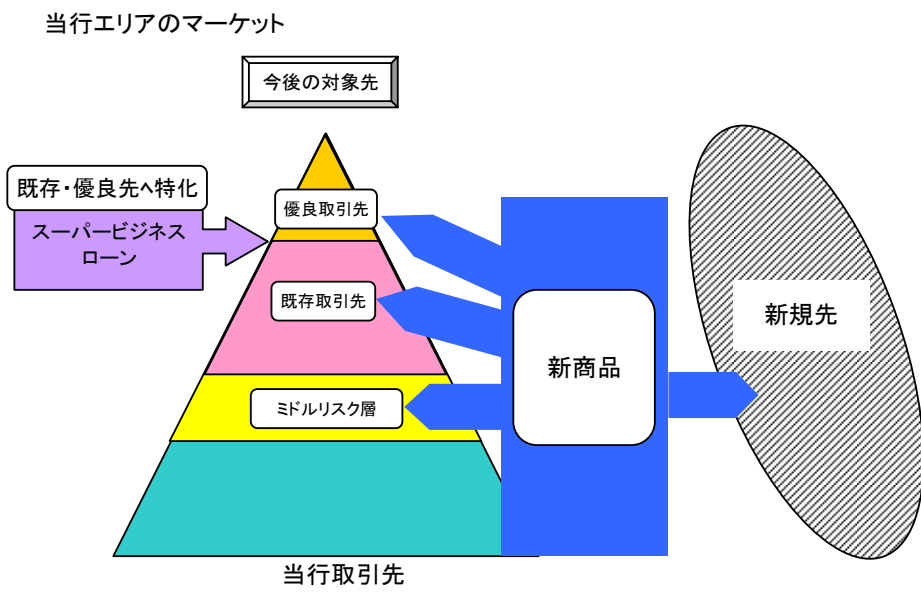 当行エリアのマーケット
今後の対象先
既存・優良先へ特化
スーパービジネス
ローン
優良取引先
既存取引先
ミドルリスク層
新商品
新規先
当行取引先